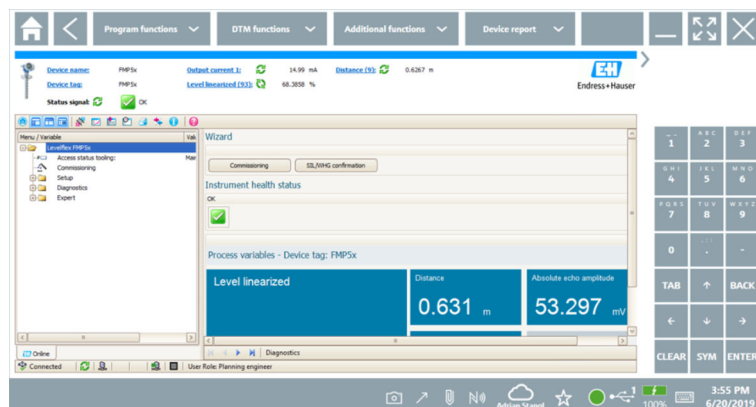 Program functions
DTM functions
Additional functions
Device report
Device name: FMP5x Output current 1: 14.99 mA Distance (9): 0.6267 m
Device tag: FMP5x Level linearized (93): 68.3858 %
Endress+Hauser
Status signal: OK
Menu / Variable Valu
Levelflex FMP5x
Access status tooling: Main
Commissioning
Setup
Diagnostics
Expert
Wizard
Commissioning SIL/WHG confirmation
Instrument health status
OK
Process variables - Device tag: FMP5x
Level linearized
Distance
0.631 m
Absolute echo amplitude
53.297 mV
Online
Diagnostics
Connected User Role: Planning engineer
1 ABC 2 DEF 3
GHI 4 JKL 5 MNO 6
PQRS 7 TUV 8 WXYZ 9
0 . -
TAB BACK
CLEAR SYM ENTER
Adrian Stangl
1
100%
3:55 PM
6/20/2019